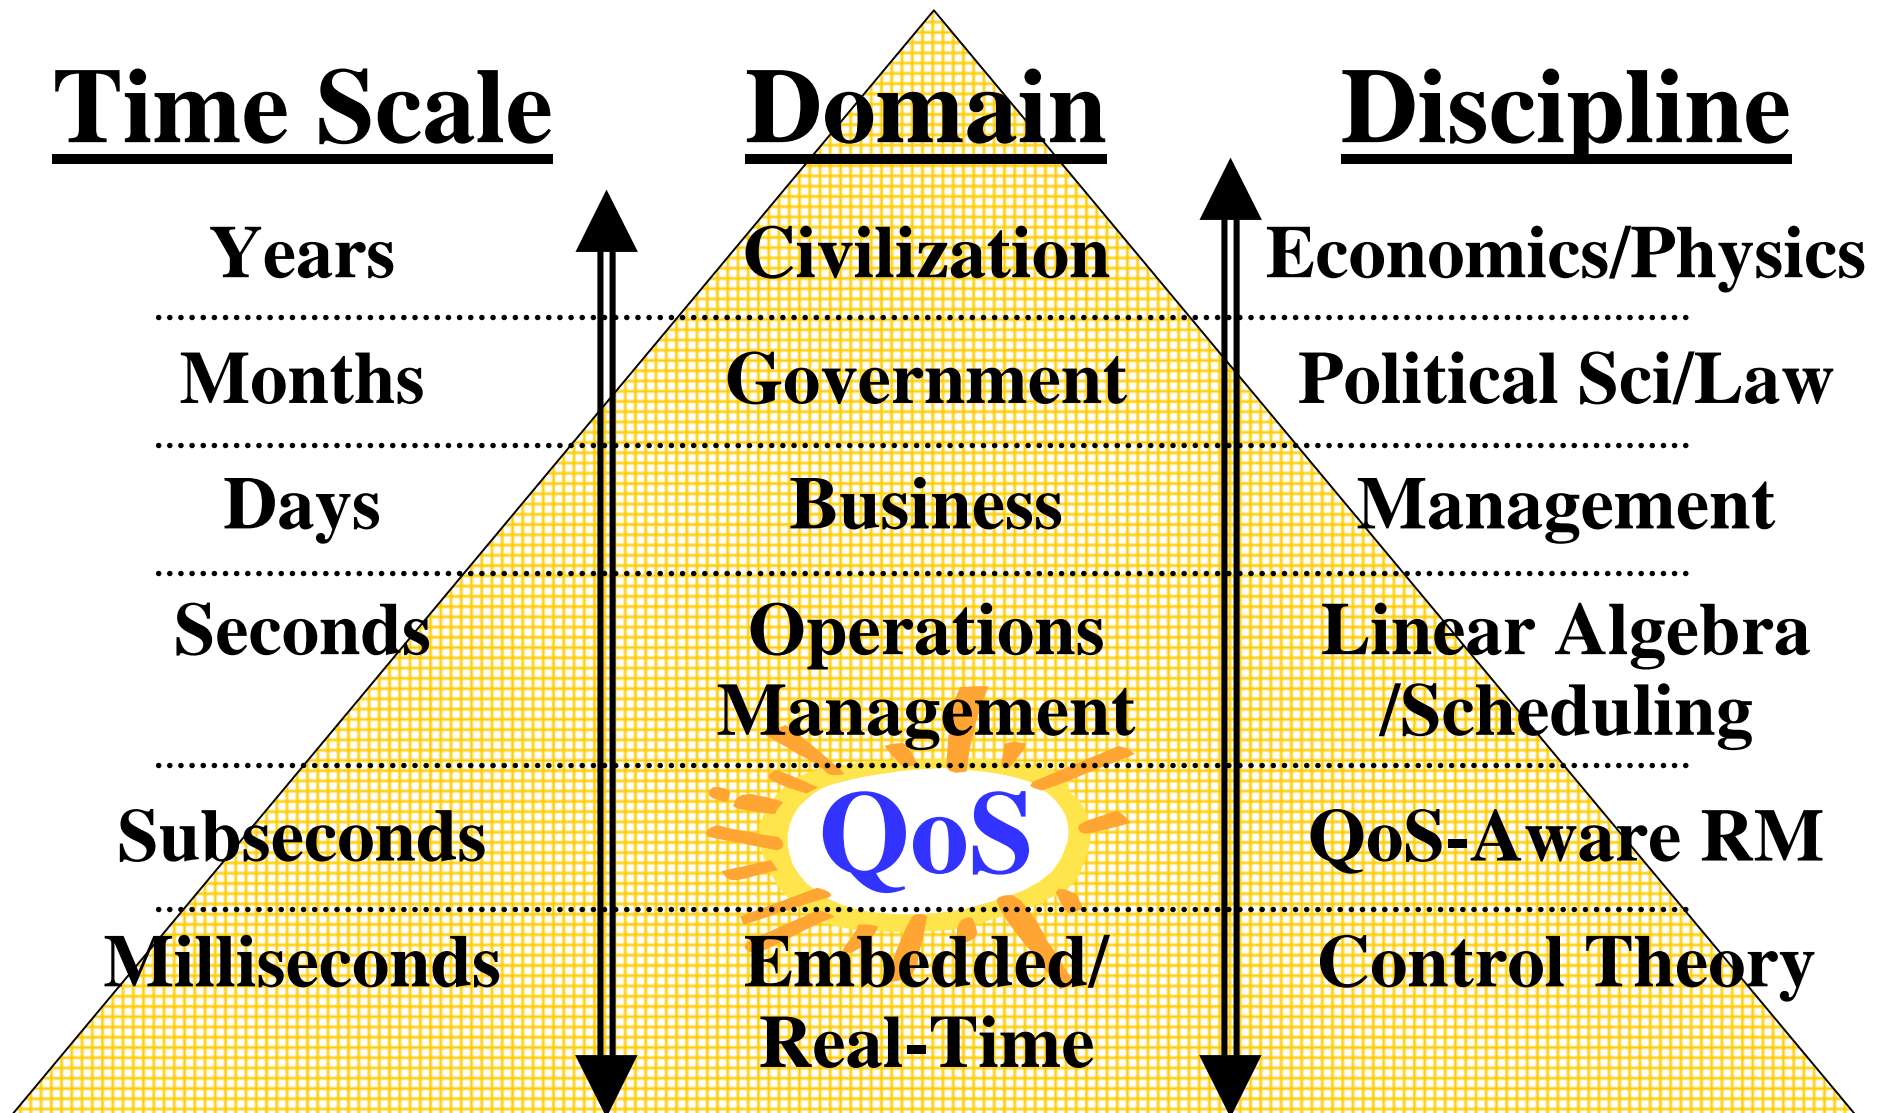 Time Scale Domain Discipline
Years Civilization Economics/Physics
Months Government Political Sci/Law
Days Business Management
Seconds Operations Linear Algebra
Management /Scheduling
Subseconds QoS QoS-Aware RM
Milliseconds Embedded/ Control Theory
Real-Time